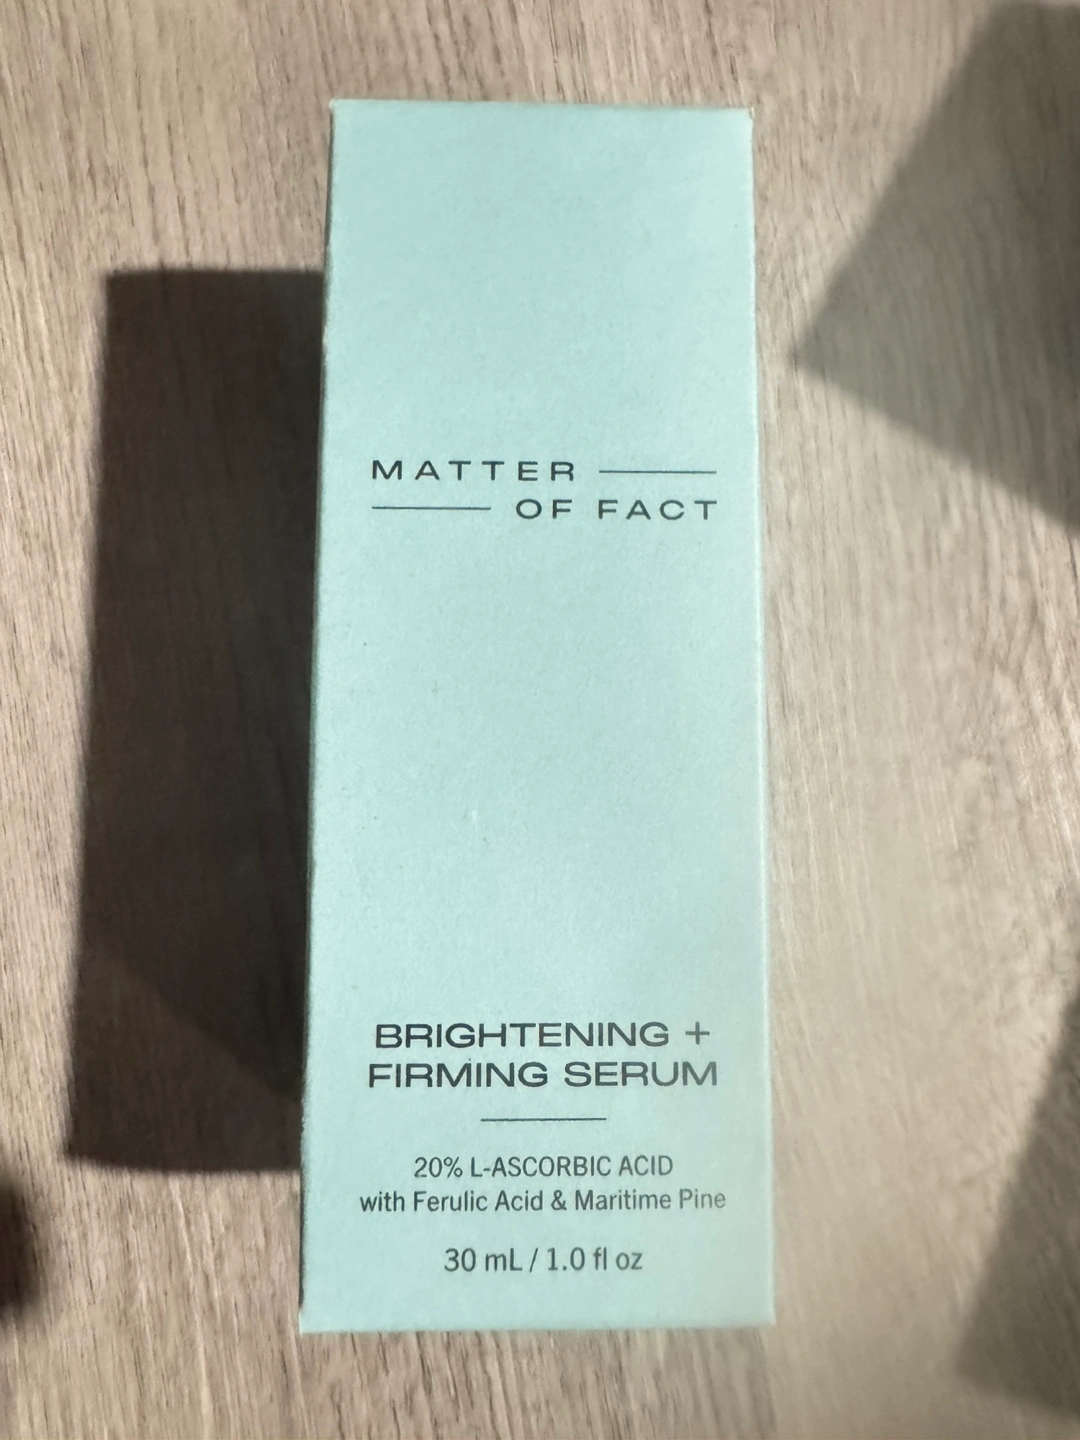 MATTER
OF FACT
BRIGHTENING +
FIRMING SERUM
20% L-ASCORBIC ACID
with Ferulic Acid & Maritime Pine
30 mL / 1.0 fl oz